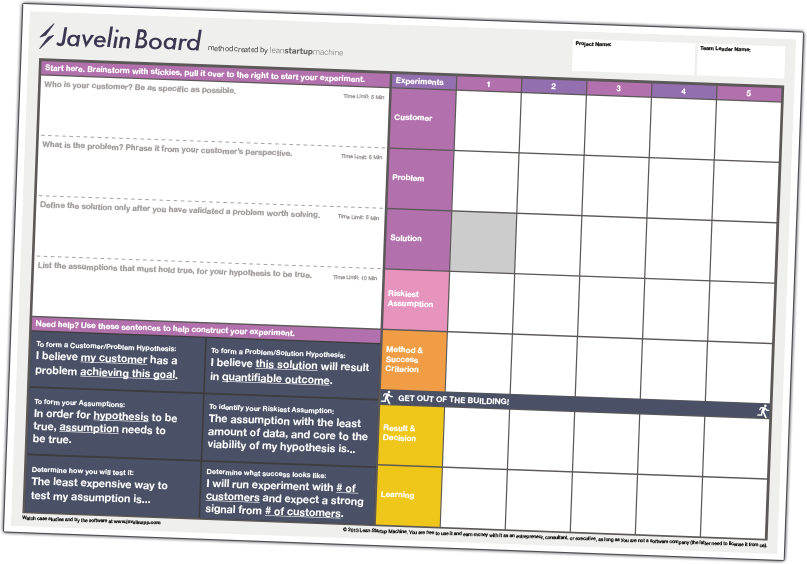 Javelin Board
method created by leanstartupmachine
Project Name:
Team Leader Name:
Start here. Brainstorm with stickies, pull it over to the right to start your experiment.
Who is your customer? Be as specific as possible.
Time Limit: 5 Min
What is the problem? Phrase it from your customer's perspective.
Time Limit: 5 Min
Define the solution only after you have validated a problem worth solving.
Time Limit: 5 Min
List the assumptions that must hold true, for your hypothesis to be true.
Time Limit: 10 Min
Need help? Use these sentences to help construct your experiment.
To form a Customer/Problem Hypothesis:
I believe my customer has a
problem achieving this goal.
To form a Problem/Solution Hypothesis:
I believe this solution will result
in quantifiable outcome.
To form your Assumptions:
In order for hypothesis to be
true, assumption needs to
be true.
To identify your Riskiest Assumption:
The assumption with the least
amount of data, and core to the
viability of my hypothesis is...
Determine how you will test it:
The least expensive way to
test my assumption is...
Determine what success looks like:
I will run experiment with # of
customers and expect a strong
signal from # of customers.
Experiments
1
2
3
4
5
Customer
Problem
Solution
Riskiest
Assumption
Method &
Success
Criterion
GET OUT OF THE BUILDING!
Result &
Decision
Learning
Watch case studies and try the software at www.javelinapp.com
© 2013 Lean Startup Machine. You are free to use it and earn money with it as an entrepreneur, consultant, or executive, as long as you are not a software company (the latter need to license it from us).